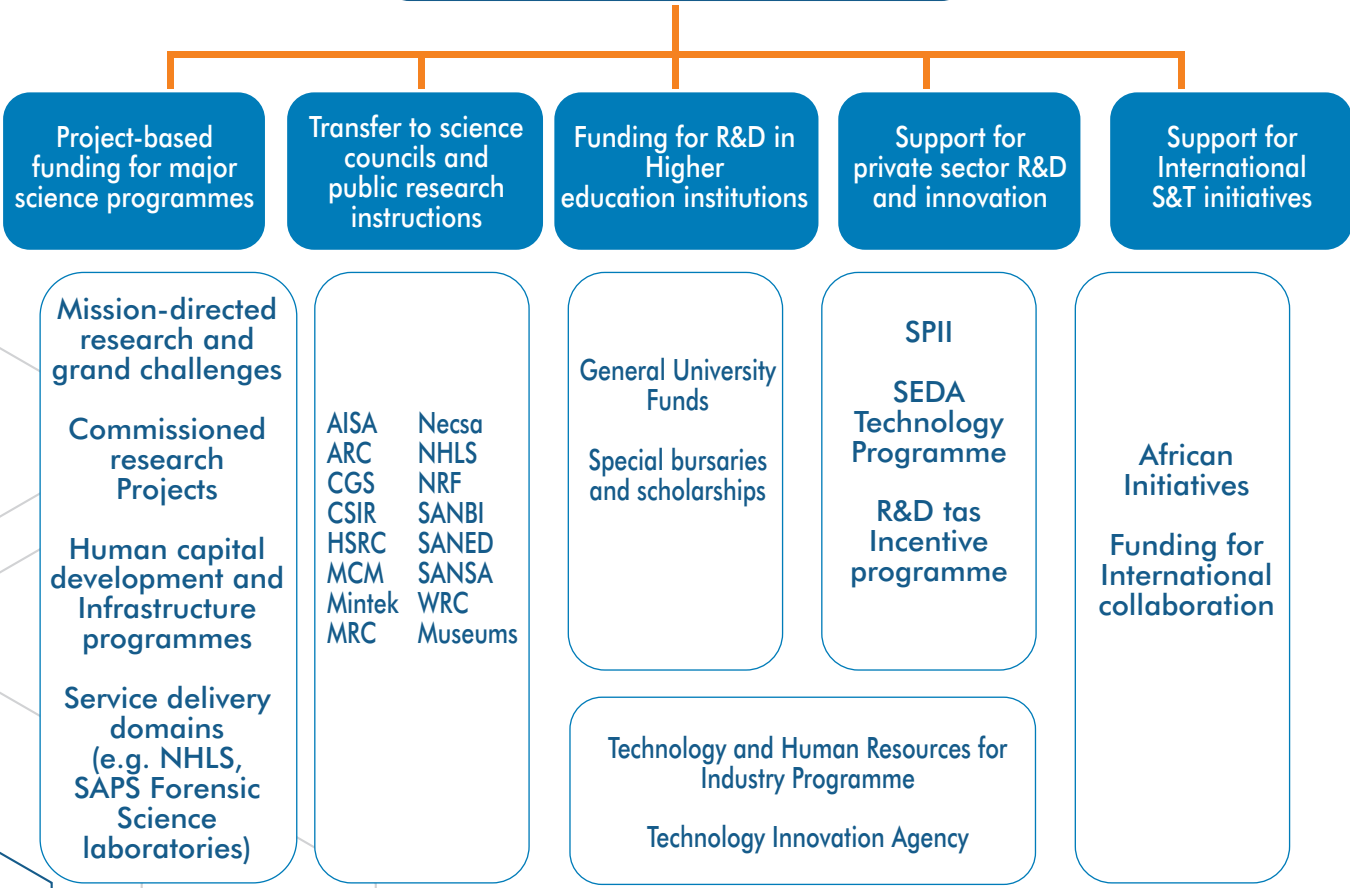 Project-based
funding for major
science programmes
Transfer to science
councils and
public research
instructions
Funding for R&D in
Higher
education institutions
Support for
private sector R&D
and innovation
Support for
International
S&T initiatives
Mission-directed
research and
grand challenges
Commissioned
research
Projects
Human capital
development and
Infrastructure
programmes
Service delivery
domains
(e.g. NHLS,
SAPS Forensic
Science
laboratories)
AISA Necsa
ARC NHLS
CGS NRF
CSIR SANBI
HSRC SANED
MCM SANSA
Mintek WRC
MRC Museums
General University
Funds
Special bursaries
and scholarships
SPII
SEDA
Technology
Programme
R&D tas
Incentive
programme
Technology and Human Resources for
Industry Programme
Technology Innovation Agency
African
Initiatives
Funding for
International
collaboration